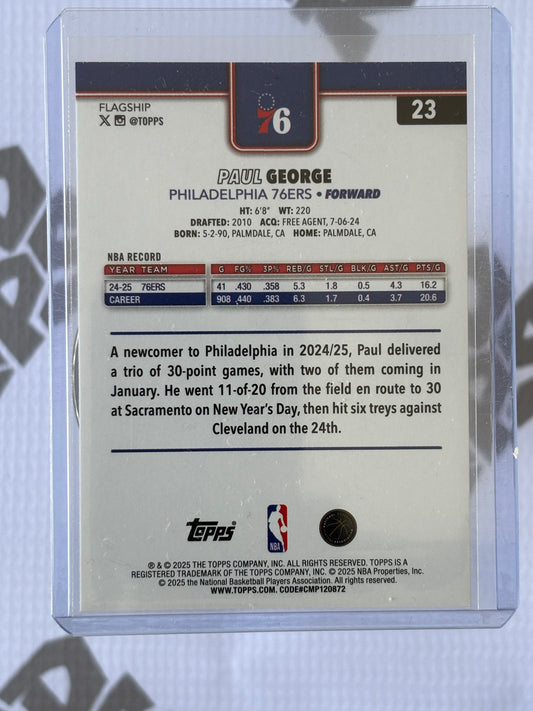 FLAGSHIP
@TOPPS
76
23
PAUL GEORGE
PHILADELPHIA 76ERS • FORWARD
HT: 6'8" WT: 220
DRAFTED: 2010 ACQ: FREE AGENT, 7-06-24
BORN: 5-2-90, PALMDALE, CA HOME: PALMDALE, CA
NBA RECORD
YEAR TEAM G FG% 3P% REB/G STL/G BLK/G AST/G PTS/G
24-25 76ERS 41 .430 .358 5.3 1.8 0.5 4.3 16.2
CAREER 908 .440 .383 6.3 1.7 0.4 3.7 20.6
A newcomer to Philadelphia in 2024/25, Paul delivered
a trio of 30-point games, with two of them coming in
January. He went 11-of-20 from the field en route to 30
at Sacramento on New Year's Day, then hit six treys against
Cleveland on the 24th.
Topps
NBA
® & © 2025 THE TOPPS COMPANY, INC. ALL RIGHTS RESERVED. TOPPS IS A
REGISTERED TRADEMARK OF THE TOPPS COMPANY, INC. © 2025 NBA Properties, Inc.
© 2025 the National Basketball Players Association. All rights reserved.
WWW.TOPPS.COM. CODE#CMP120872